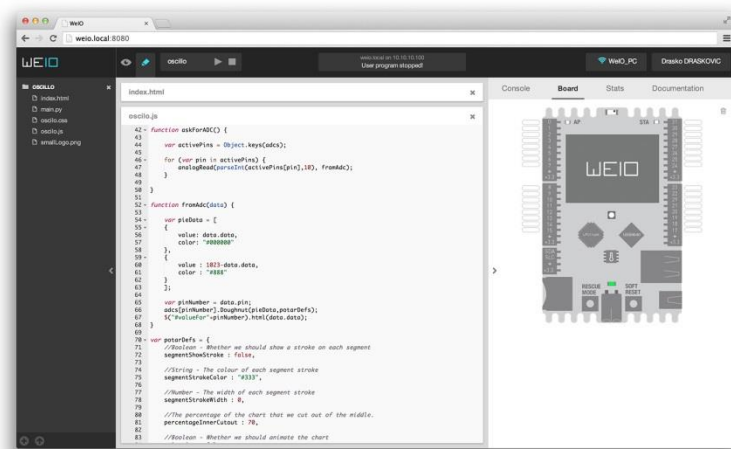 WeIO
weio.local:8080
WEIO
oscillo
weio.local on 10.10.10.100
User program stopped!
WeIO_PC
Drasko DRASKOVIC
OSCILLO
index.html
main.py
oscillo.css
oscilo.js
smallLogo.png
index.html
oscilo.js
42 function askForADC() {
43
44 var activePins = Object.keys(adcs);
45
46 for (var pin in activePins) {
47 analogRead(parseInt(activePins[pin],10), fromAdc);
48 }
49
50 }
51
52 function fromAdc(data) {
53
54 var pieData = [
55 {
56 value: data.data,
57 color: "#000000"
58 },
59 {
60 value : 1023-data.data,
61 color : "#888"
62 }
63 ];
64
65 var pinNumber = data.pin;
66 adcs[pinNumber].Doughnut(pieData,potarDefs);
67 $("#valueFor"+pinNumber).html(data.data);
68 }
69
70 var potarDefs = {
71 //Boolean - Whether we should show a stroke on each segment
72 segmentShowStroke : false,
73
74 //String - The colour of each segment stroke
75 segmentStrokeColor : "#333",
76
77 //Number - The width of each segment stroke
78 segmentStrokeWidth : 0,
79
80 //The percentage of the chart that we cut out of the middle.
81 percentageInnerCutout : 70,
82
83 //Boolean - Whether we should animate the chart
Console
Board
Stats
Documentation
AP
STA
WEIO
RESCUE
MODE
SOFT
RESET